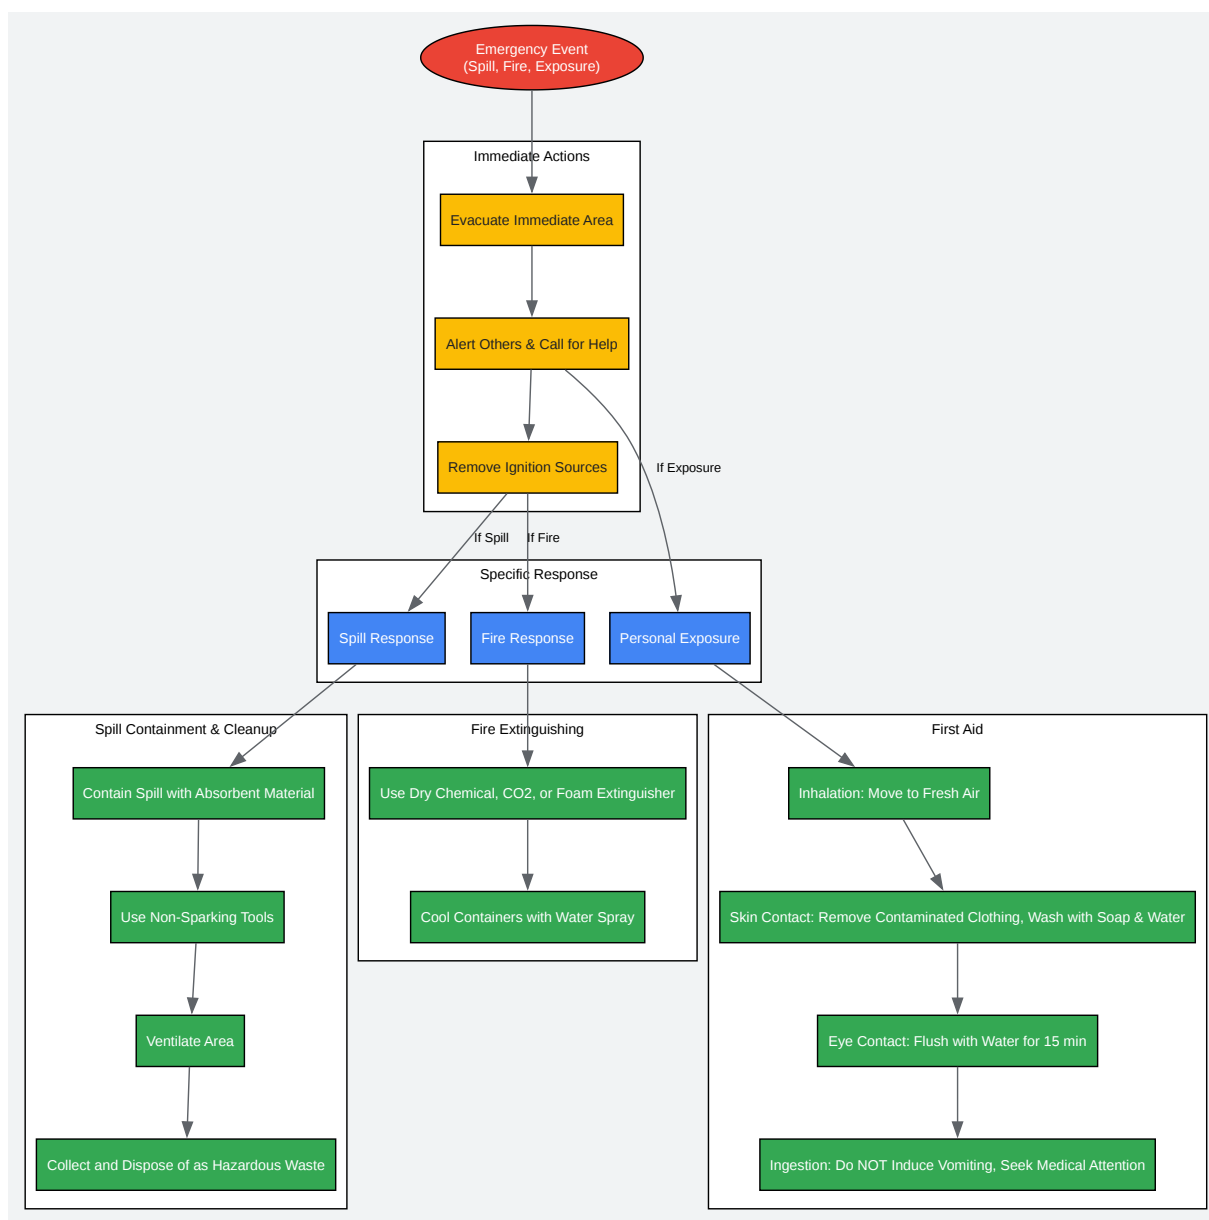 Emergency Event
(Spill, Fire, Exposure)
Immediate Actions
Evacuate Immediate Area
Alert Others & Call for Help
Remove Ignition Sources
If Exposure
If Spill
If Fire
Specific Response
Spill Response
Fire Response
Personal Exposure
Spill Containment & Cleanup
Contain Spill with Absorbent Material
Use Non-Sparking Tools
Ventilate Area
Collect and Dispose of as Hazardous Waste
Fire Extinguishing
Use Dry Chemical, CO2, or Foam Extinguisher
Cool Containers with Water Spray
First Aid
Inhalation: Move to Fresh Air
Skin Contact: Remove Contaminated Clothing, Wash with Soap & Water
Eye Contact: Flush with Water for 15 min
Ingestion: Do NOT Induce Vomiting, Seek Medical Attention